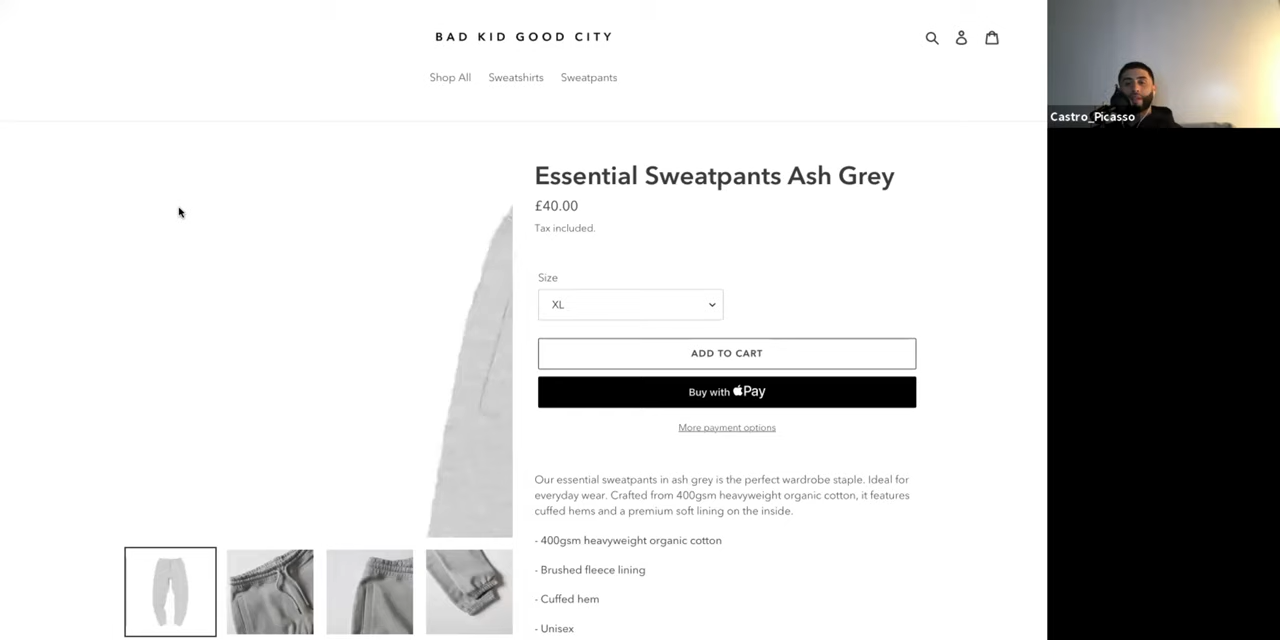 BAD KID GOOD CITY
Shop All Sweatshirts Sweatpants
Castro_Picasso
Essential Sweatpants Ash Grey
£40.00
Tax included.
Size
XL
ADD TO CART
Buy with Pay
More payment options
Our essential sweatpants in ash grey is the perfect wardrobe staple. Ideal for
everyday wear. Crafted from 400gsm heavyweight organic cotton, it features
cuffed hems and a premium soft lining on the inside.
- 400gsm heavyweight organic cotton
- Brushed fleece lining
- Cuffed hem
- Unisex